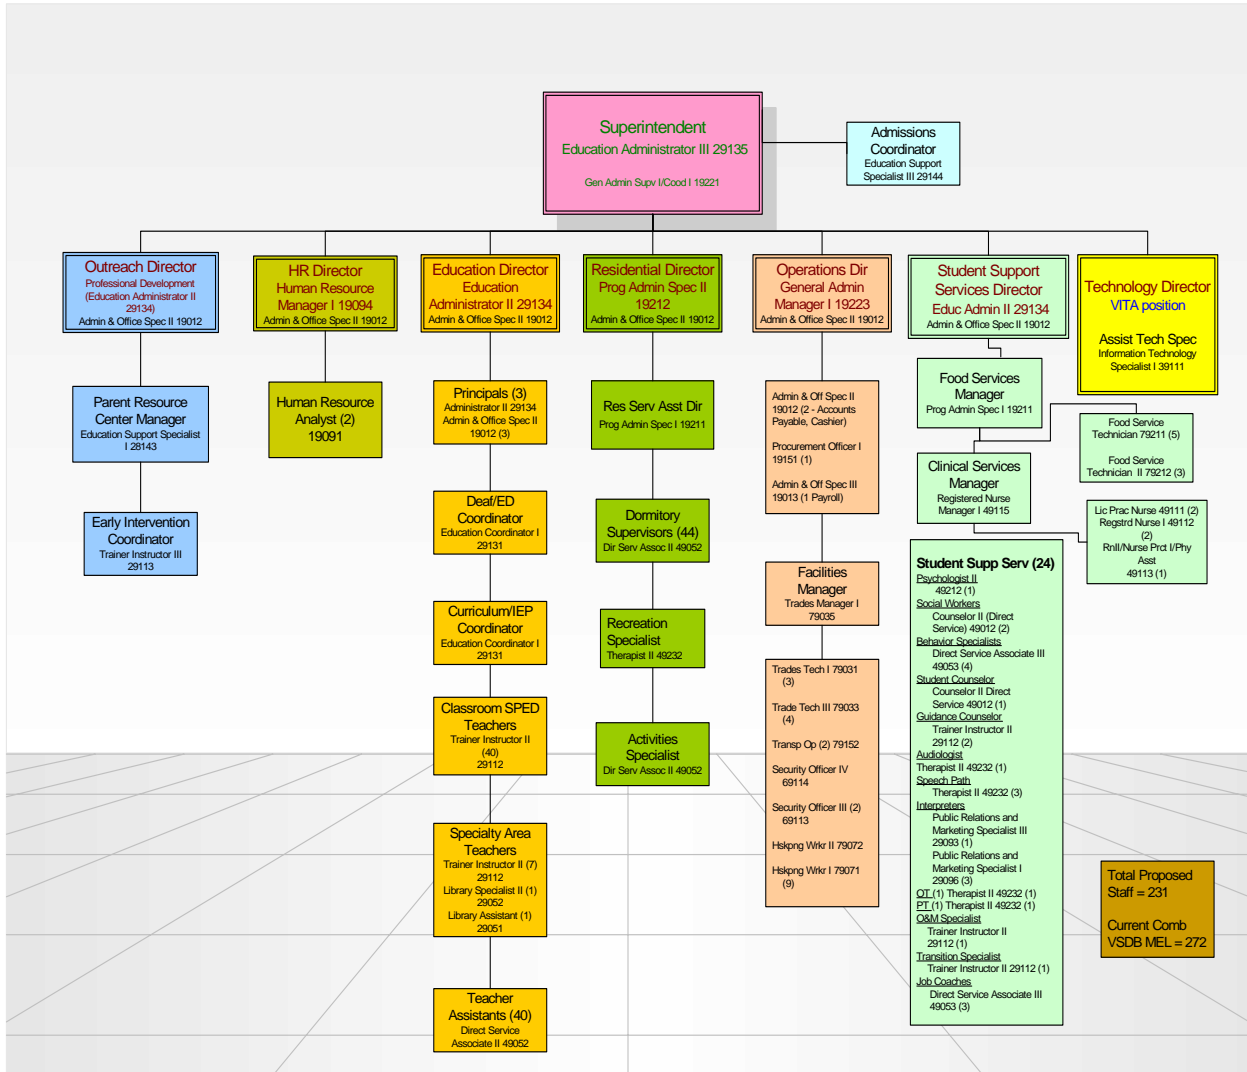 Superintendent
Education Administrator III 29135
Gen Admin Supv I/Cood I 19221
Admissions
Coordinator
Education Support
Specialist III 29144
Outreach Director
Professional Development
(Education Administrator II
29134)
Admin & Office Spec II 19012
HR Director
Human Resource
Manager I 19094
Admin & Office Spec II 19012
Education Director
Education
Administrator II 29134
Admin & Office Spec II 19012
Residential Director
Prog Admin Spec II
19212
Admin & Office Spec II 19012
Operations Dir
General Admin
Manager I 19223
Admin & Office Spec II 19012
Student Support
Services Director
Educ Admin II 29134
Admin & Office Spec II 19012
Technology Director
VITA position
Assist Tech Spec
Information Technology
Specialist I 39111
Parent Resource
Center Manager
Education Support Specialist
I 28143
Early Intervention
Coordinator
Trainer Instructor III
29113
Human Resource
Analyst (2)
19091
Principals (3)
Administrator II 29134
Admin & Office Spec II
19012 (3)
Deaf/ED
Coordinator
Education Coordinator I
29131
Curriculum/IEP
Coordinator
Education Coordinator I
29131
Classroom SPED
Teachers
Trainer Instructor II
(40)
29112
Specialty Area
Teachers
Trainer Instructor II (7)
29112
Library Specialist II (1)
29052
Library Assistant (1)
29051
Teacher
Assistants (40)
Direct Service
Associate II 49052
Res Serv Asst Dir
Prog Admin Spec I 19211
Dormitory
Supervisors (44)
Dir Serv Assoc II 49052
Recreation
Specialist
Therapist II 49232
Activities
Specialist
Dir Serv Assoc II 49052
Admin & Off Spec II
19012 (2 - Accounts
Payable, Cashier)
Procurement Officer I
19151 (1)
Admin & Off Spec III
19013 (1 Payroll)
Facilities
Manager
Trades Manager I
79035
Trades Tech I 79031
(3)
Trade Tech III 79033
(4)
Transp Op (2) 79152
Security Officer IV
69114
Security Officer III (2)
69113
Hskpng Wrkr II 79072
Hskpng Wrkr I 79071
(9)
Food Services
Manager
Prog Admin Spec I 19211
Clinical Services
Manager
Registered Nurse
Manager I 49115
Food Service
Technician 79211 (5)
Food Service
Technician  II 79212 (3)
Lic Prac Nurse 49111 (2)
Regstrd Nurse I 49112
(2)
RnII/Nurse Prct I/Phy
Asst
49113 (1)
Student Supp Serv (24)
Psychologist II
49212 (1)
Social Workers
Counselor II (Direct
Service) 49012 (2)
Behavior Specialists
Direct Service Associate III
49053 (4)
Student Counselor
Counselor II Direct
Service 49012 (1)
Guidance Counselor
Trainer Instructor II
29112 (2)
Audiologist
Therapist II 49232 (1)
Speech Path
Therapist II 49232 (3)
Interpreters
Public Relations and
Marketing Specialist III
29093 (1)
Public Relations and
Marketing Specialist I
29096 (3)
OT (1) Therapist II 49232 (1)
PT (1) Therapist II 49232 (1)
O&M Specialist
Trainer Instructor II
29112 (1)
Transition Specialist
Trainer Instructor II 29112 (1)
Job Coaches
Direct Service Associate III
49053 (3)
Total Proposed
Staff = 231
Current Comb
VSDB MEL = 272